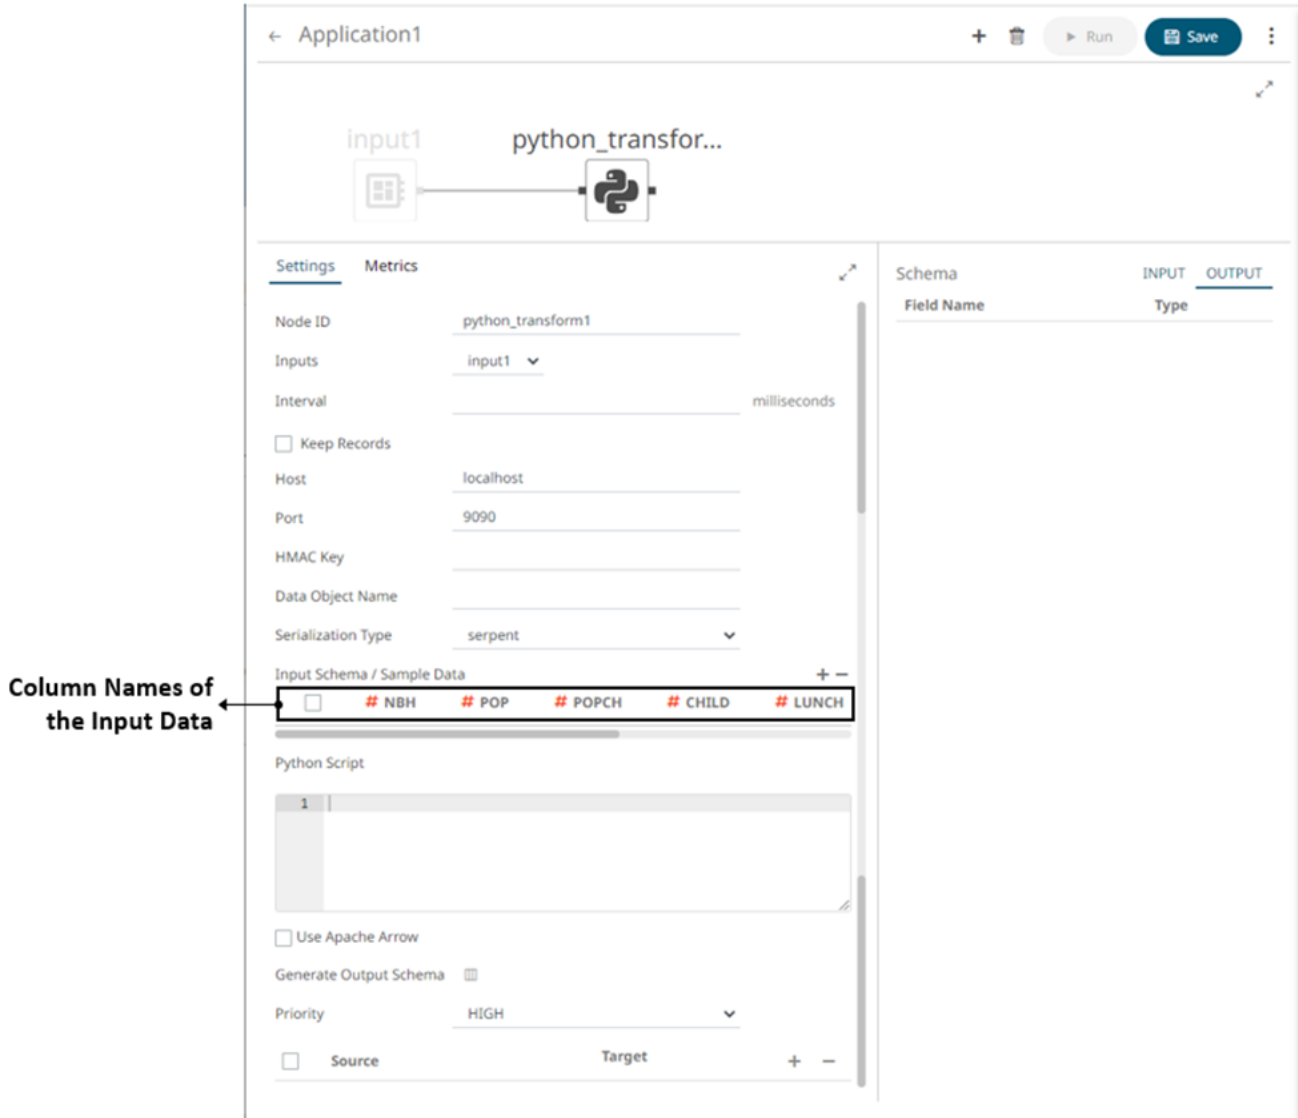 ← Application1 + Run Save
input1 python_transfor...
Settings Metrics
Schema INPUT OUTPUT
Field Name Type
Node ID python_transform1
Inputs input1
Interval milliseconds
Keep Records
Host localhost
Port 9090
HMAC Key
Data Object Name
Serialization Type serpent
Input Schema / Sample Data + −
Column Names of
the Input Data
# NBH # POP # POPCH # CHILD # LUNCH
Python Script
1
Use Apache Arrow
Generate Output Schema
Priority HIGH
Source Target + −